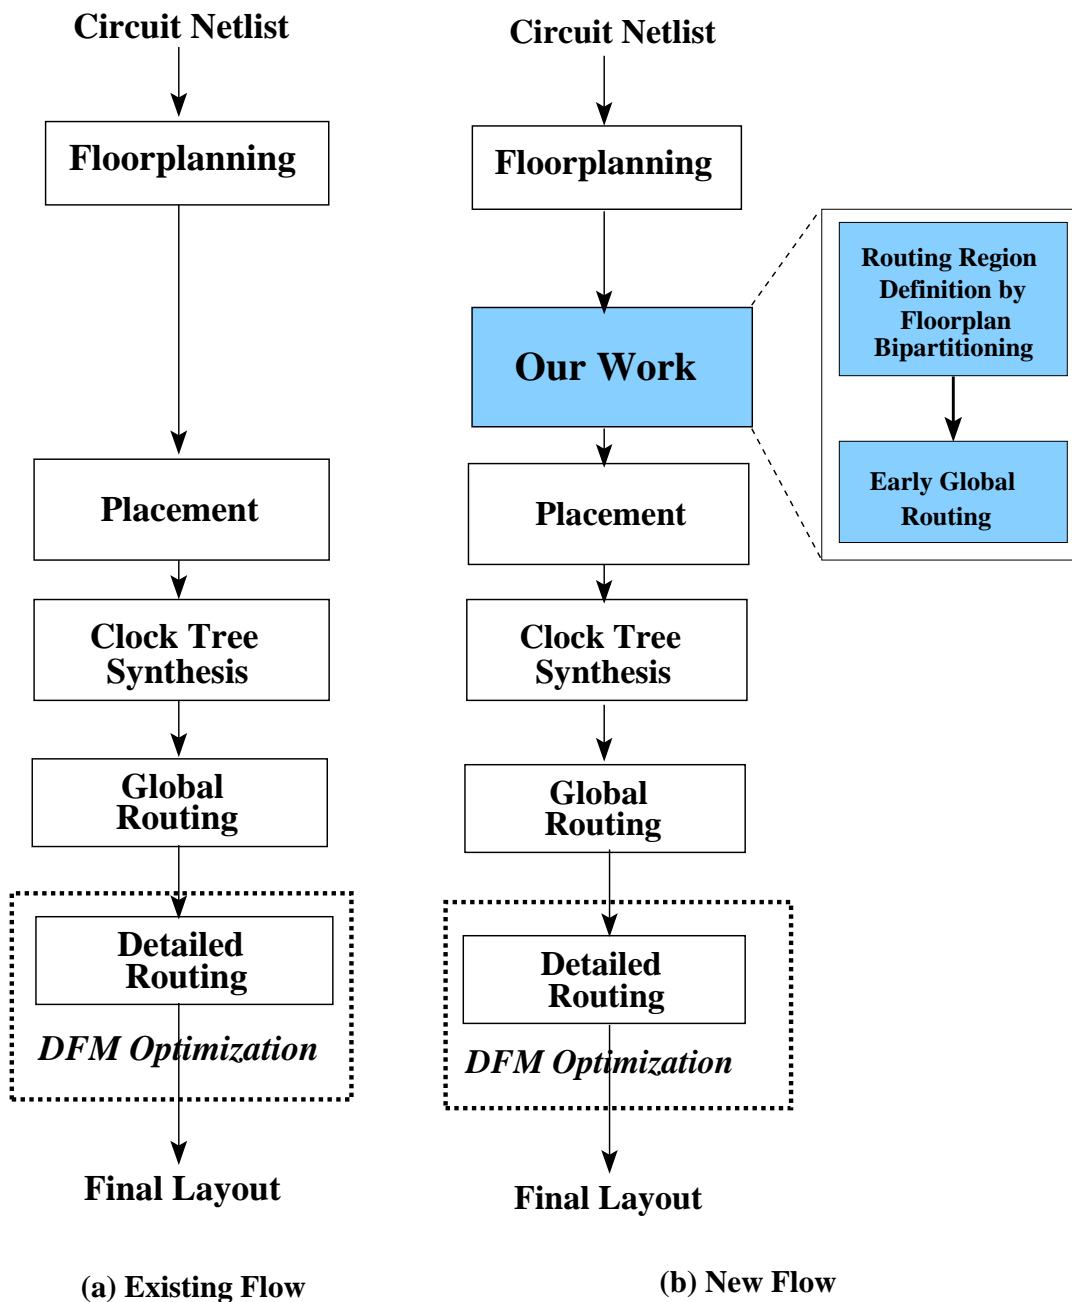 Circuit Netlist
Floorplanning
Placement
Clock Tree
Synthesis
Global
Routing
Detailed
Routing
DFM Optimization
Final Layout
(a) Existing Flow
Circuit Netlist
Floorplanning
Our Work
Placement
Clock Tree
Synthesis
Global
Routing
Detailed
Routing
DFM Optimization
Final Layout
(b) New Flow
Routing Region
Definition by
Floorplan
Bipartitioning
Early Global
Routing